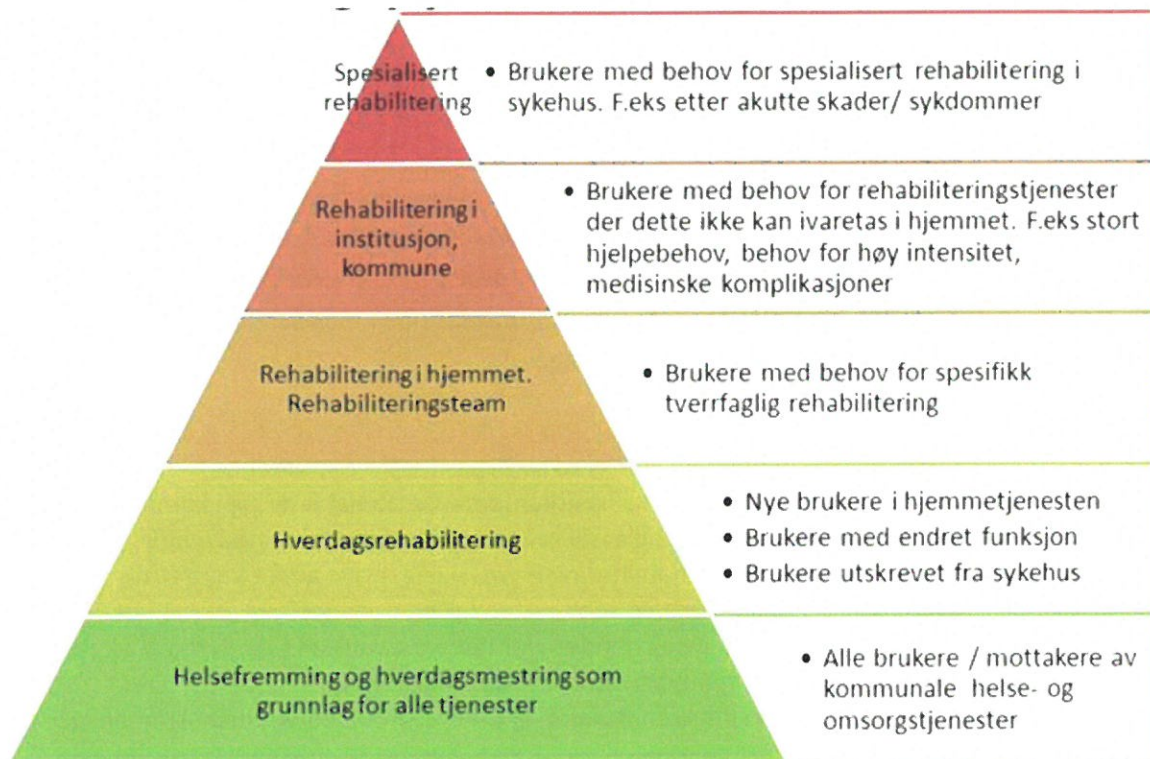 Spesialisert
rehabilitering
• Brukere med behov for spesialisert rehabilitering i
sykehus. F.eks etter akutte skader/ sykdommer
Rehabilitering i
institusjon,
kommune
• Brukere med behov for rehabiliteringstjenester
der dette ikke kan ivaretas i hjemmet. F.eks stort
hjelpebehov, behov for høy intensitet,
medisinske komplikasjoner
Rehabilitering i hjemmet.
Rehabiliteringsteam
• Brukere med behov for spesifikk
tverrfaglig rehabilitering
Hverdagsrehabilitering
• Nye brukere i hjemmetjenesten
• Brukere med endret funksjon
• Brukere utskrevet fra sykehus
Helsefremming og hverdagsmestring som
grunnlag for alle tjenester
• Alle brukere / mottakere av
kommunale helse- og
omsorgstjenester